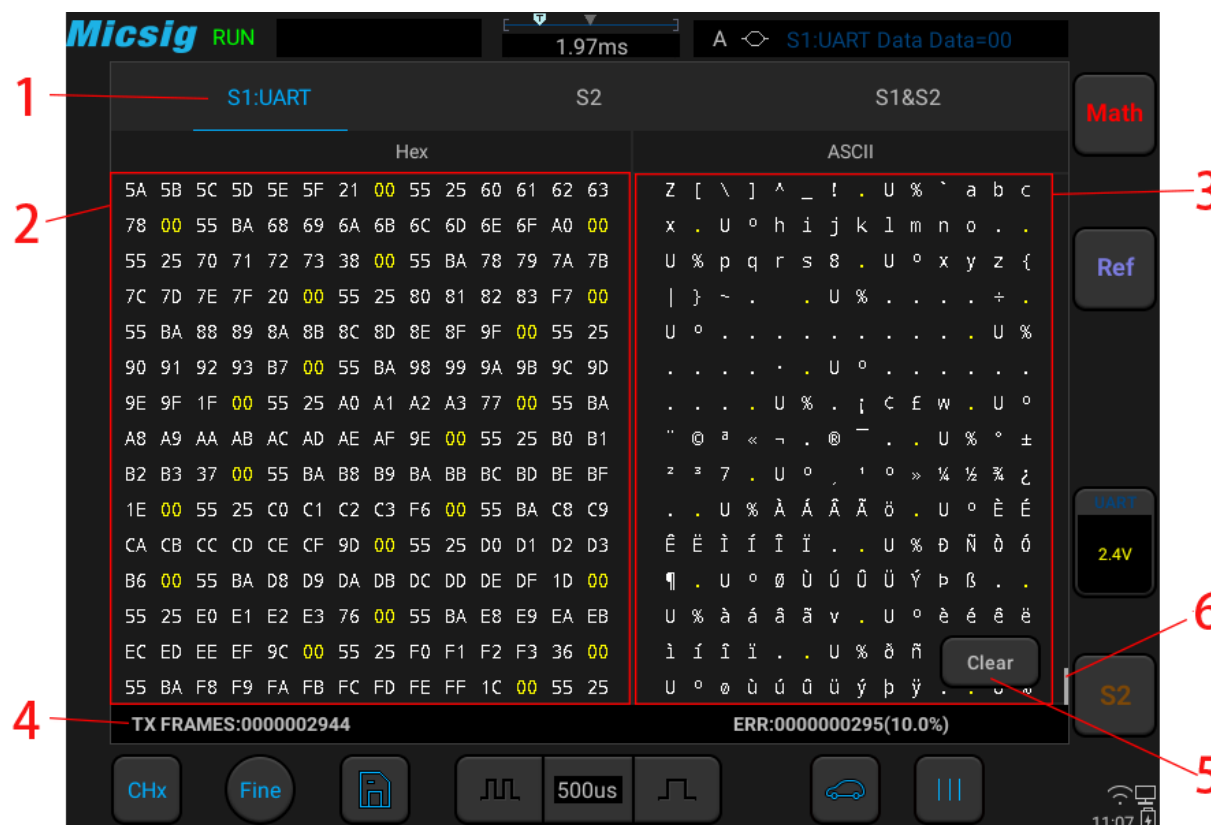 Micsig RUN T 1.97ms A S1:UART Data Data=00
1 S1:UART S2 S1&S2 Math
Hex ASCII
2 3
5A 5B 5C 5D 5E 5F 21 00 55 25 60 61 62 63 Z [ \ ] ^ _ ! . U % ` a b c
78 00 55 BA 68 69 6A 6B 6C 6D 6E 6F A0 00 x . U º h i j k l m n o . .
55 25 70 71 72 73 38 00 55 BA 78 79 7A 7B U % p q r s 8 . U º x y z { Ref
7C 7D 7E 7F 20 00 55 25 80 81 82 83 F7 00 | } ~ . . U % . . . . ÷ .
55 BA 88 89 8A 8B 8C 8D 8E 8F 9F 00 55 25 U º . . . . . . . . . . U %
90 91 92 93 B7 00 55 BA 98 99 9A 9B 9C 9D . . . . · . U º . . . . . .
9E 9F 1F 00 55 25 A0 A1 A2 A3 77 00 55 BA . . . . U % . ¡ ¢ £ w . U º
A8 A9 AA AB AC AD AE AF 9E 00 55 25 B0 B1 ¨ © ª « ¬ . ® ¯ . . U % ° ±
B2 B3 37 00 55 BA B8 B9 BA BB BC BD BE BF ² ³ 7 . U º ¸ ¹ º » ¼ ½ ¾ ¿
1E 00 55 25 C0 C1 C2 C3 F6 00 55 BA C8 C9 . . U % À Á Â Ã ö . U º È É UART
CA CB CC CD CE CF 9D 00 55 25 D0 D1 D2 D3 Ê Ë Ì Í Î Ï . . U % Ð Ñ Ò Ó 2.4V
B6 00 55 BA D8 D9 DA DB DC DD DE DF 1D 00 ¶ . U º Ø Ù Ú Û Ü Ý Þ ß . .
55 25 E0 E1 E2 E3 76 00 55 BA E8 E9 EA EB U % à á â ã v . U º è é ê ë 6
EC ED EE EF 9C 00 55 25 F0 F1 F2 F3 36 00 ì í î ï . . U % ð ñ Clear
55 BA F8 F9 FA FB FC FD FE FF 1C 00 55 25 U º ø ù ú û ü ý þ ÿ . . U % S2
4 TX FRAMES:0000002944 ERR:0000000295(10.0%)
5
CHx Fine 500us
11:07